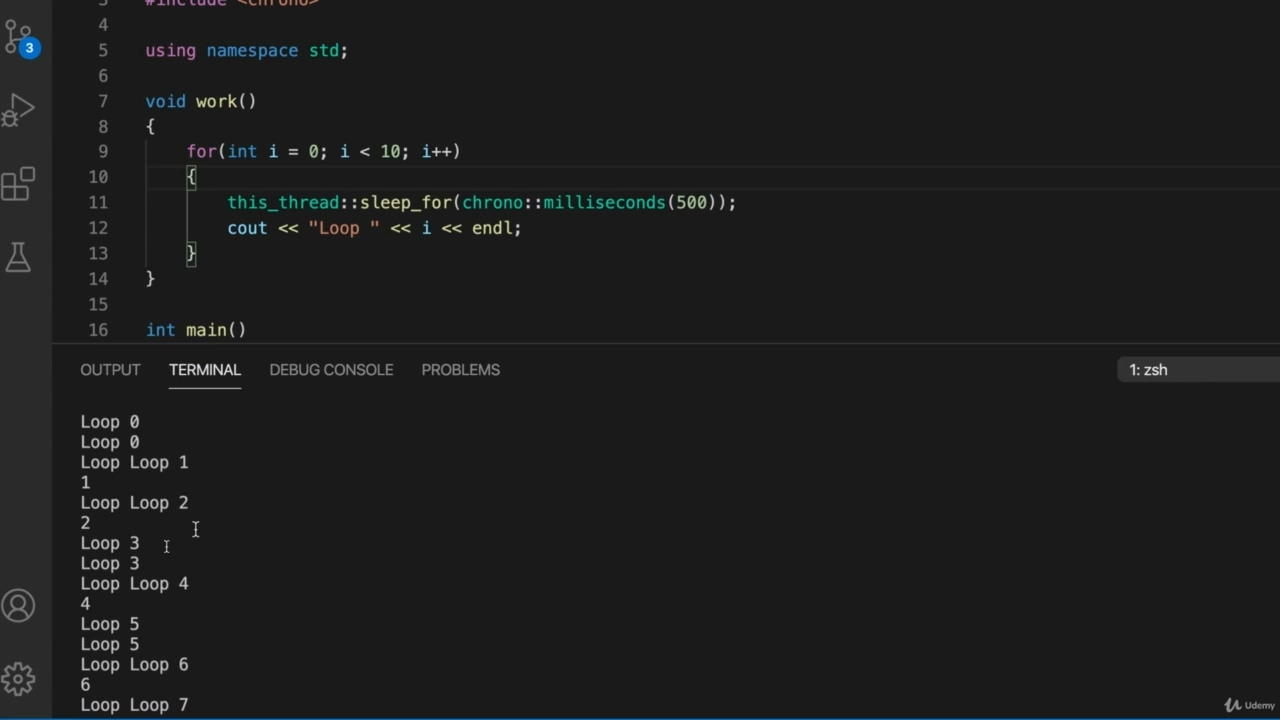 3 #include <chrono>
4
5 using namespace std;
6
7 void work()
8 {
9 for(int i = 0; i < 10; i++)
10 {
11 this_thread::sleep_for(chrono::milliseconds(500));
12 cout << "Loop " << i << endl;
13 }
14 }
15
16 int main()
3
OUTPUT TERMINAL DEBUG CONSOLE PROBLEMS 1: zsh
Loop 0
Loop 0
Loop Loop 1
1
Loop Loop 2
2
Loop 3
Loop 3
Loop Loop 4
4
Loop 5
Loop 5
Loop Loop 6
6
Loop Loop 7
Udemy